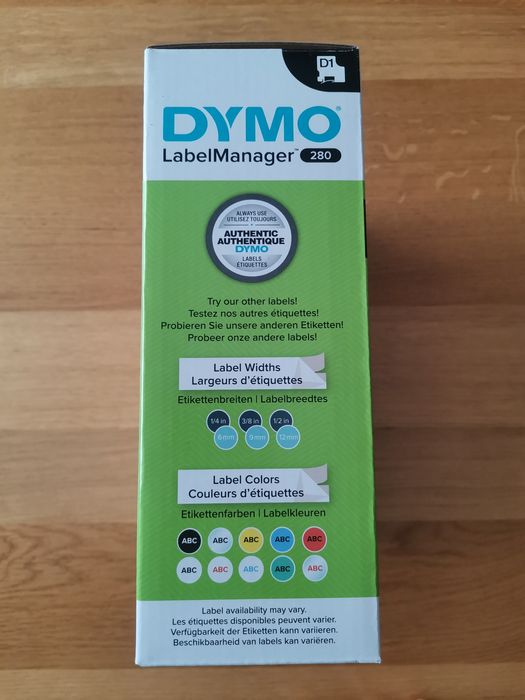 D1
DYMO®
LabelManager™ 280
ALWAYS USE
UTILISEZ TOUJOURS
AUTHENTIC
AUTHENTIQUE
DYMO
LABELS
ÉTIQUETTES
Try our other labels!
Testez nos autres étiquettes!
Probieren Sie unsere anderen Etiketten!
Probeer onze andere labels!
Label Widths
Largeurs d'étiquettes
Etikettenbreiten | Labelbreedtes
1/4 in 3/8 in 1/2 in
6mm 9mm 12mm
Label Colors
Couleurs d'étiquettes
Etikettenfarben | Labelkleuren
ABC ABC ABC ABC ABC
ABC ABC ABC ABC ABC
Label availability may vary.
Les étiquettes disponibles peuvent varier.
Verfügbarkeit der Etiketten kann variieren.
Beschikbaarheid van labels kan variëren.